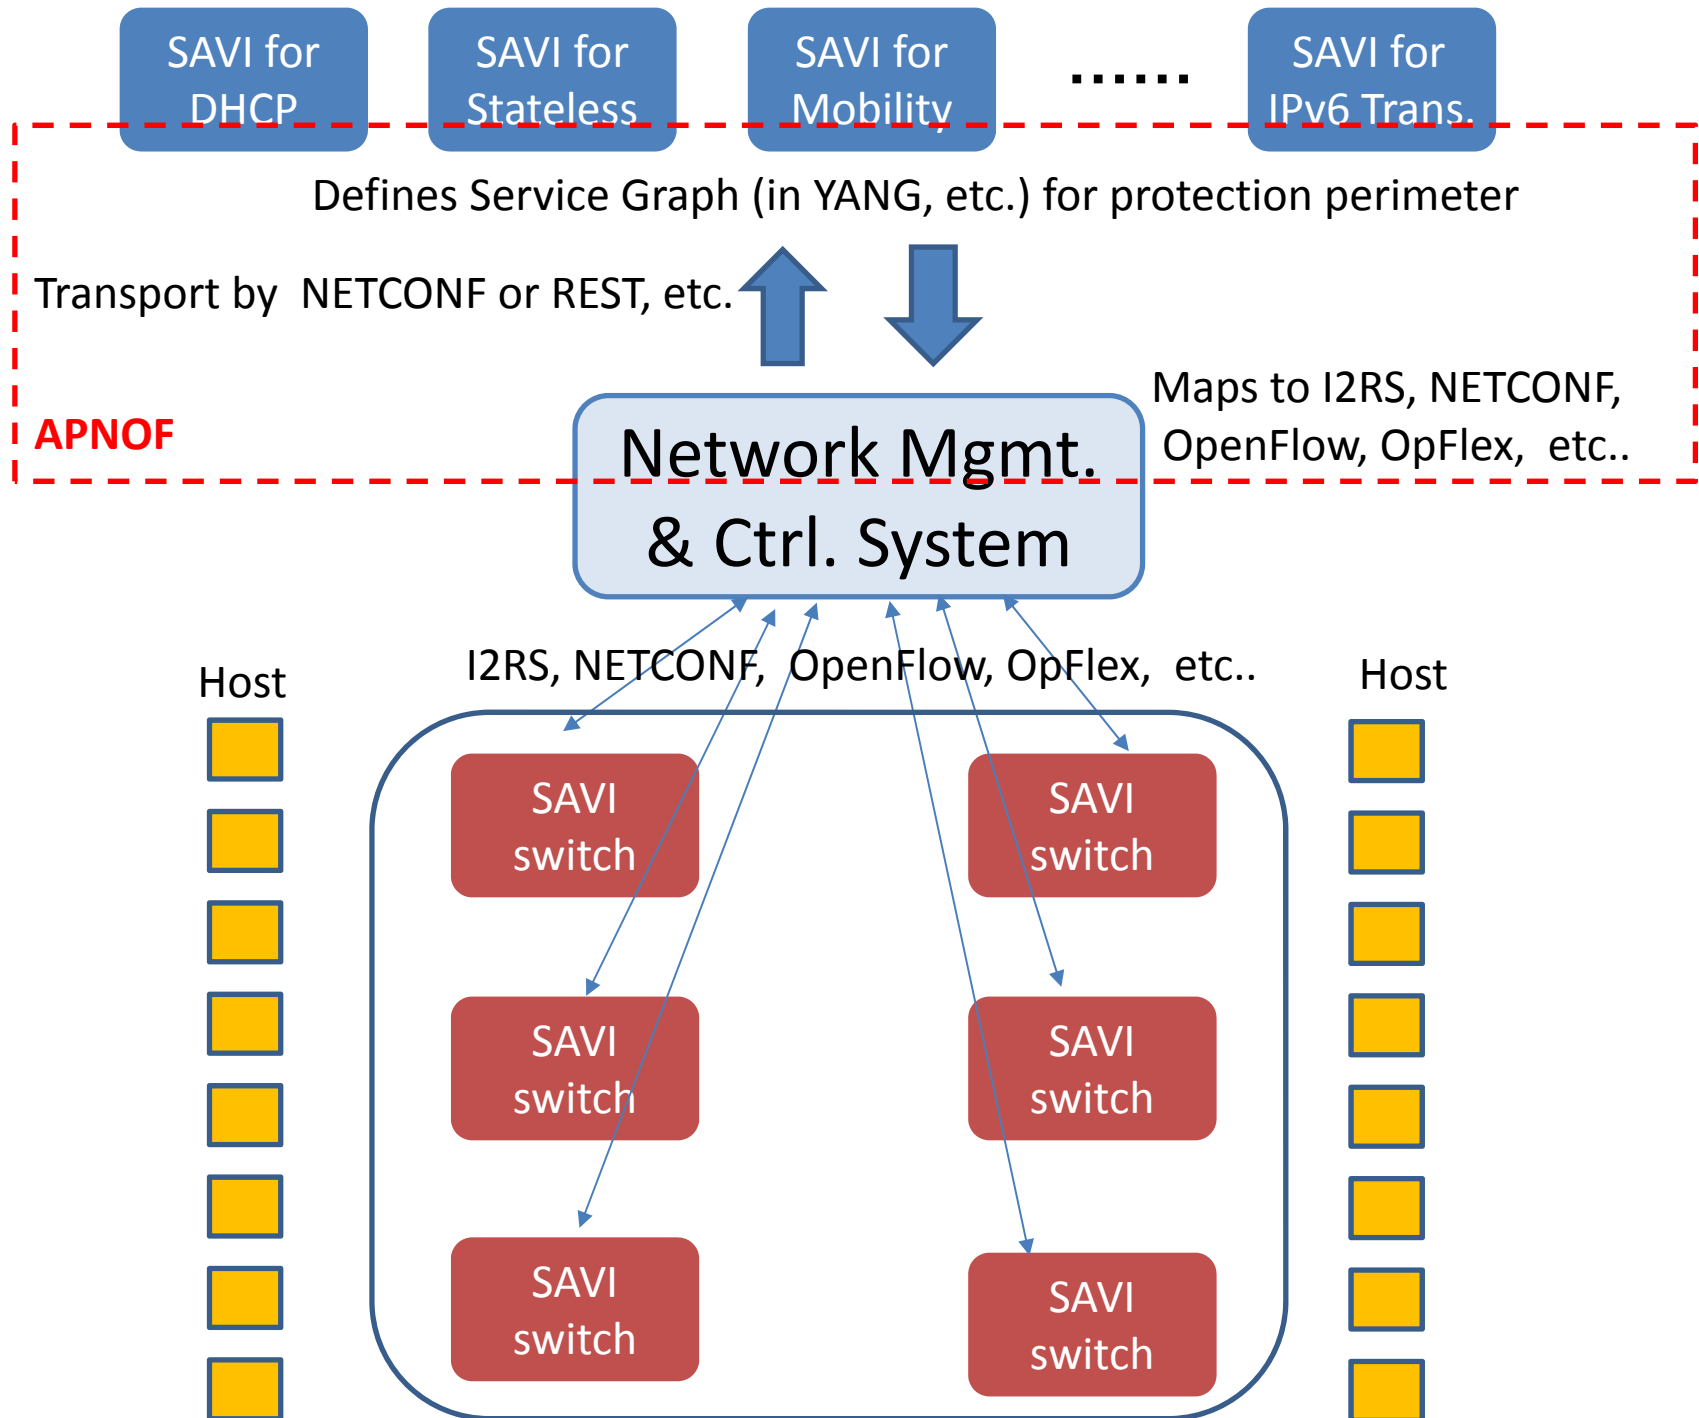 SAVI for
DHCP
SAVI for
Stateless
SAVI for
Mobility
......
SAVI for
IPv6 Trans.
Defines Service Graph (in YANG, etc.) for protection perimeter
Transport by  NETCONF or REST, etc.
APNOF
Maps to I2RS, NETCONF,
OpenFlow, OpFlex,  etc..
Network Mgmt.
& Ctrl. System
I2RS, NETCONF,  OpenFlow, OpFlex,  etc..
Host
Host
SAVI
switch
SAVI
switch
SAVI
switch
SAVI
switch
SAVI
switch
SAVI
switch